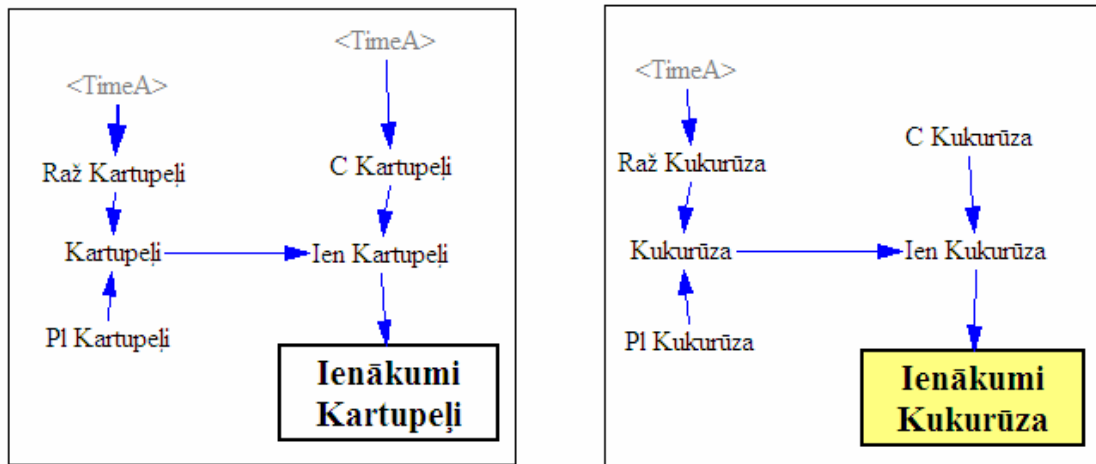 <TimeA>
<TimeA>
Raž Kartupeļi
C Kartupeļi
Kartupeļi
Ien Kartupeļi
Pl Kartupeļi
Ienākumi
Kartupeļi
<TimeA>
C Kukurūza
Raž Kukurūza
Kukurūza
Ien Kukurūza
Pl Kukurūza
Ienākumi
Kukurūza